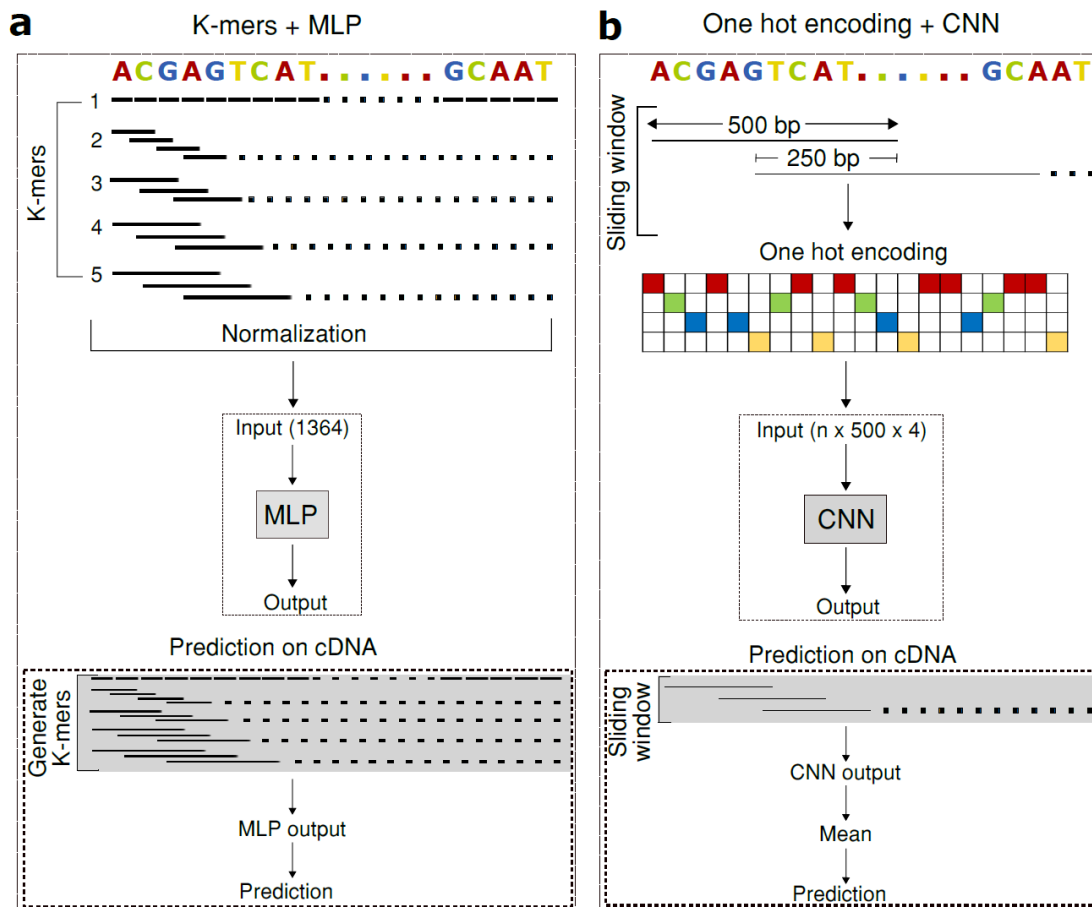 a
K-mers + MLP
ACGAGTCAT......GCAAT
K-mers
1
2
3
4
5
Normalization
Input (1364)
MLP
Output
Prediction on cDNA
Generate
K-mers
MLP output
Prediction
b
One hot encoding + CNN
ACGAGTCAT......GCAAT
Sliding window
500 bp
250 bp
One hot encoding
Input (n x 500 x 4)
CNN
Output
Prediction on cDNA
Sliding
window
CNN output
Mean
Prediction